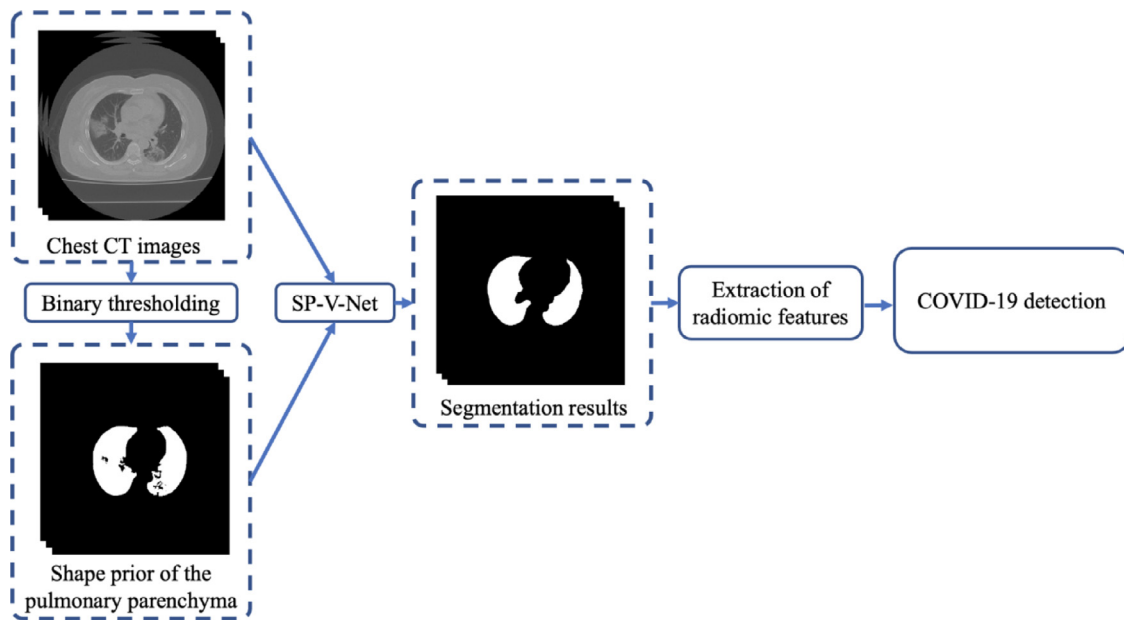 Chest CT images
Binary thresholding
Shape prior of the
pulmonary parenchyma
SP-V-Net
Segmentation results
Extraction of
radiomic features
COVID-19 detection